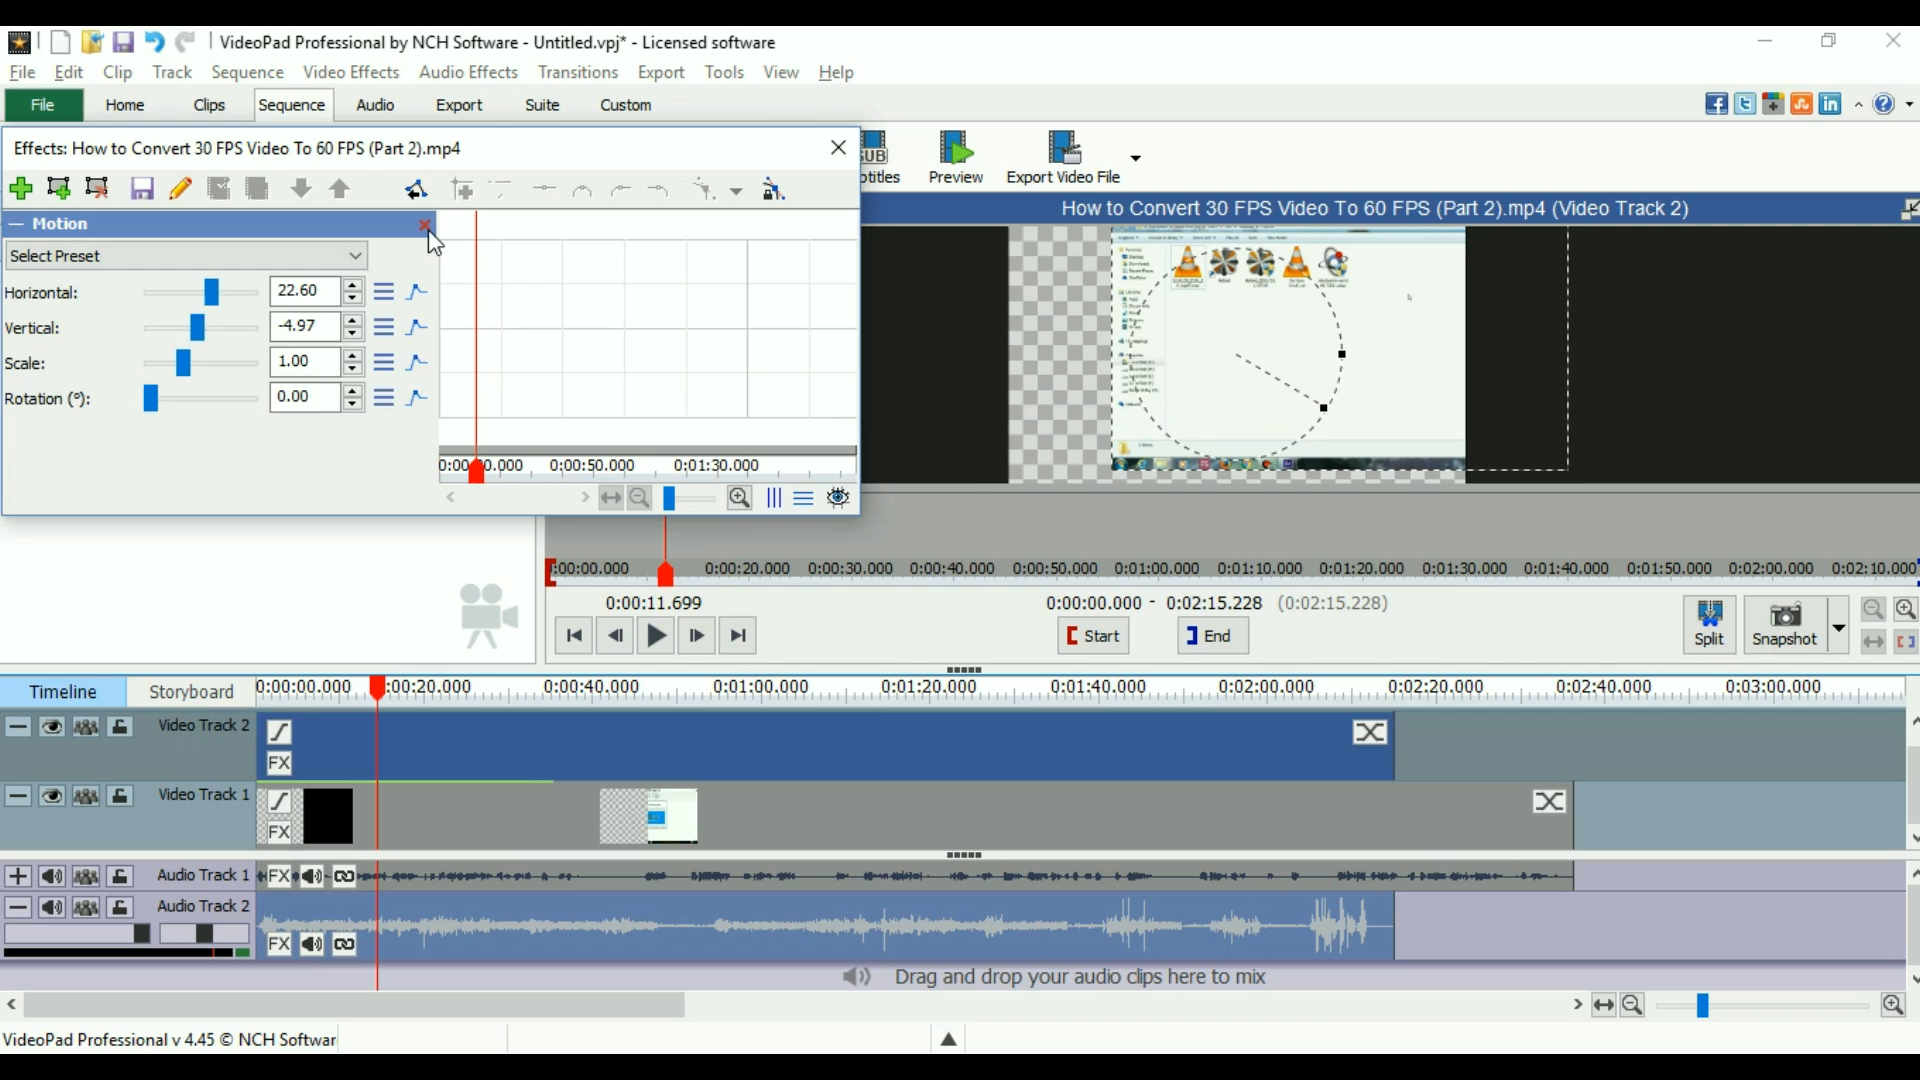 VideoPad Professional by NCH Software - Untitled.vpj* - Licensed software
File Edit Clip Track Sequence Video Effects Audio Effects Transitions Export Tools View Help
File Home Clips Sequence Audio Export Suite Custom
Effects: How to Convert 30 FPS Video To 60 FPS (Part 2).mp4
SUB
Preview Export Video File
Motion
How to Convert 30 FPS Video To 60 FPS (Part 2).mp4 (Video Track 2)
Select Preset
Horizontal: 22.60
Vertical: -4.97
Scale: 1.00
Rotation (°): 0.00
0:00:50.000 0:01:30.000
:00:00.000 0:00:20.000 0:00:30.000 0:00:40.000 0:00:50.000 0:01:00.000 0:01:10.000 0:01:20.000 0:01:30.000 0:01:40.000 0:01:50.000 0:02:00.000 0:02:10.000
0:00:11.699 0:00:00.000 - 0:02:15.228 (0:02:15.228)
Start End Split Snapshot
Timeline Storyboard 0:00:00.000 :00:20.000 0:00:40.000 0:01:00.000 0:01:20.000 0:01:40.000 0:02:00.000 0:02:20.000 0:02:40.000 0:03:00.000
Video Track 2
FX
Video Track 1
FX
Audio Track 1 FX
Audio Track 2
FX
Drag and drop your audio clips here to mix
VideoPad Professional v 4.45 © NCH Softwar